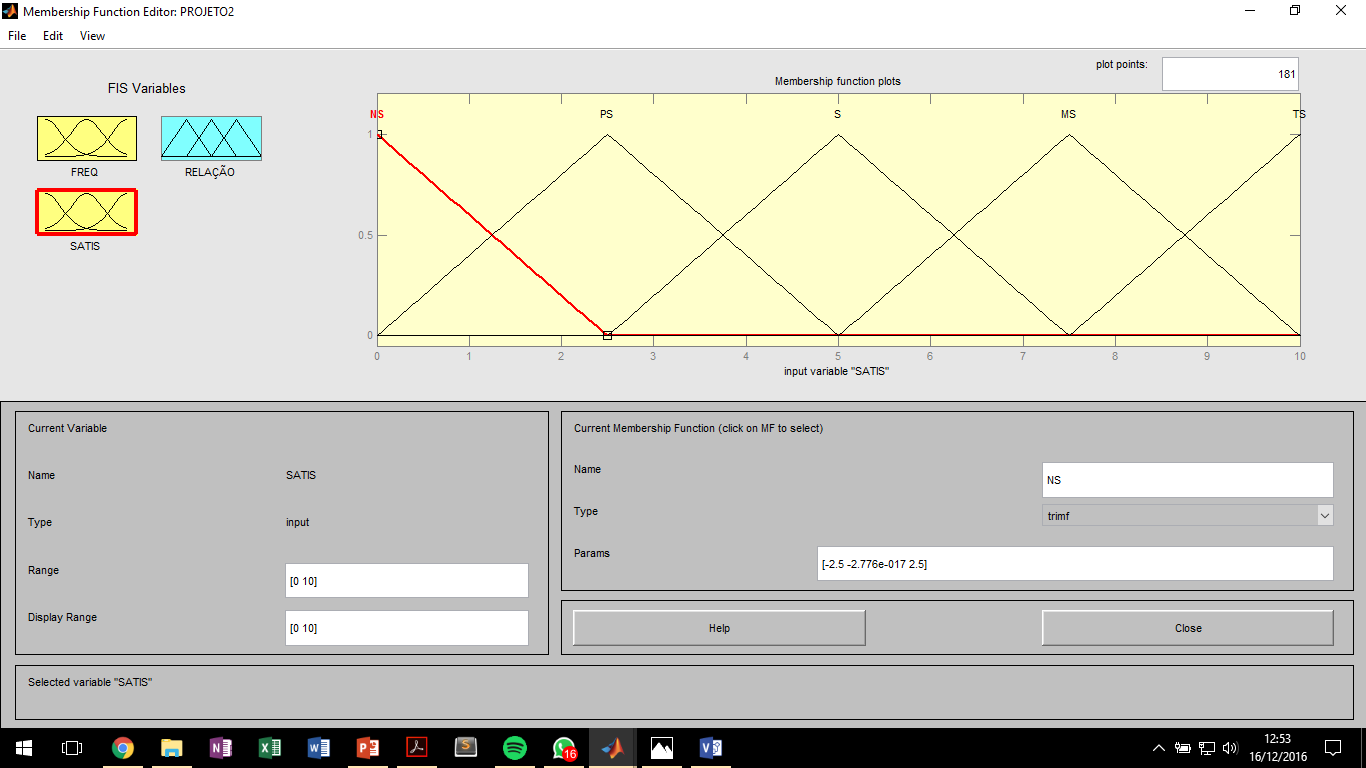 Membership Function Editor: PROJETO2
File Edit View
FIS Variables
FREQ
RELAÇÃO
SATIS
plot points:
181
Membership function plots
NS PS S MS TS
1
0.5
0
0 1 2 3 4 5 6 7 8 9 10
input variable "SATIS"
Current Variable
Name SATIS
Type input
Range [0 10]
Display Range [0 10]
Current Membership Function (click on MF to select)
Name NS
Type trimf
Params [-2.5 -2.776e-017 2.5]
Help Close
Selected variable "SATIS"
16
12:53
16/12/2016